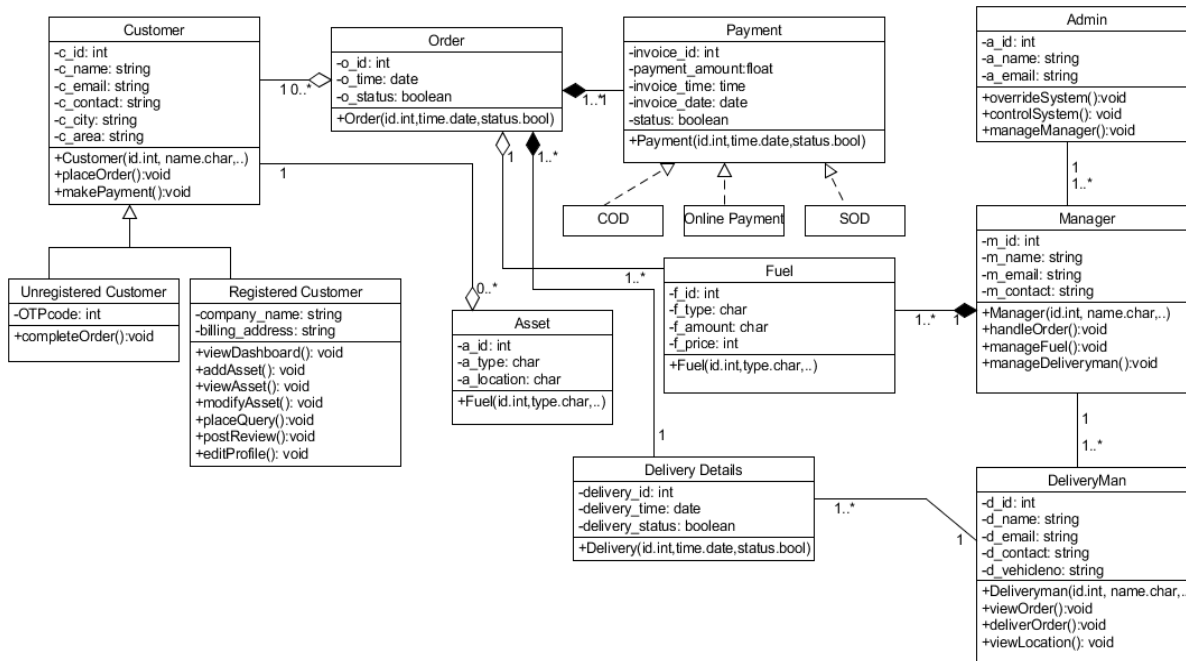 Customer
-c_id: int
-c_name: string
-c_email: string
-c_contact: string
-c_city: string
-c_area: string
+Customer(id.int, name.char,..)
+placeOrder():void
+makePayment():void
1 0..*
1
Order
-o_id: int
-o_time: date
-o_status: boolean
+Order(id.int,time.date,status.bool)
1
1..*
1..*
1
Payment
-invoice_id: int
-payment_amount:float
-invoice_time: time
-invoice_date: date
-status: boolean
+Payment(id.int,time.date,status.bool)
COD
Online Payment
SOD
Admin
-a_id: int
-a_name: string
-a_email: string
+overrideSystem():void
+controlSystem(): void
+manageManager():void
1
1..*
Manager
-m_id: int
-m_name: string
-m_email: string
-m_contact: string
+Manager(id.int, name.char,..)
+handleOrder():void
+manageFuel():void
+manageDeliveryman():void
1..*
1
Fuel
-f_id: int
-f_type: char
-f_amount: char
-f_price: int
+Fuel(id.int,type.char,..)
1..*
Unregistered Customer
-OTPcode: int
+completeOrder():void
Registered Customer
-company_name: string
-billing_address: string
+viewDashboard(): void
+addAsset(): void
+viewAsset(): void
+modifyAsset(): void
+placeQuery():void
+postReview():void
+editProfile(): void
0..*
Asset
-a_id: int
-a_type: char
-a_location: char
+Fuel(id.int,type.char,..)
1
Delivery Details
-delivery_id: int
-delivery_time: date
-delivery_status: boolean
+Delivery(id.int,time.date,status.bool)
1..*
1
1
1..*
DeliveryMan
-d_id: int
-d_name: string
-d_email: string
-d_contact: string
-d_vehicleno: string
+Deliveryman(id.int, name.char,..
+viewOrder():void
+deliverOrder():void
+viewLocation(): void